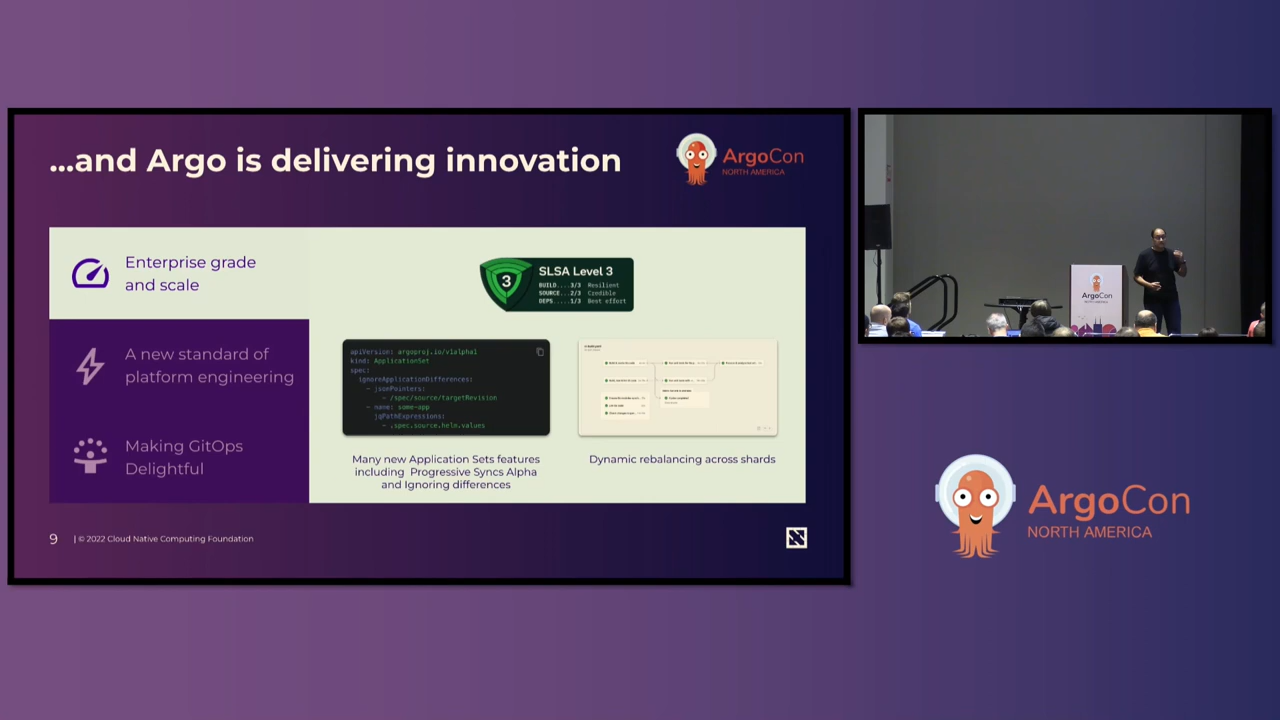 ...and Argo is delivering innovation
ArgoCon
NORTH AMERICA
Enterprise grade
and scale
A new standard of
platform engineering
Making GitOps
Delightful
3
SLSA Level 3
BUILD....3/3 Resilient
SOURCE...2/3 Credible
DEPS.....1/3 Best effort
apiVersion: argoproj.io/v1alpha1
kind: ApplicationSet
spec:
ignoreApplicationDifferences:
- jsonPointers:
- /spec/source/targetRevision
- name: some-app
jqPathExpressions:
- .spec.source.helm.values
Many new Application Sets features
including Progressive Syncs Alpha
and Ignoring differences
Dynamic rebalancing across shards
9 | © 2022 Cloud Native Computing Foundation
ArgoCon
NORTH AMERICA
ArgoCon
NORTH AMERICA